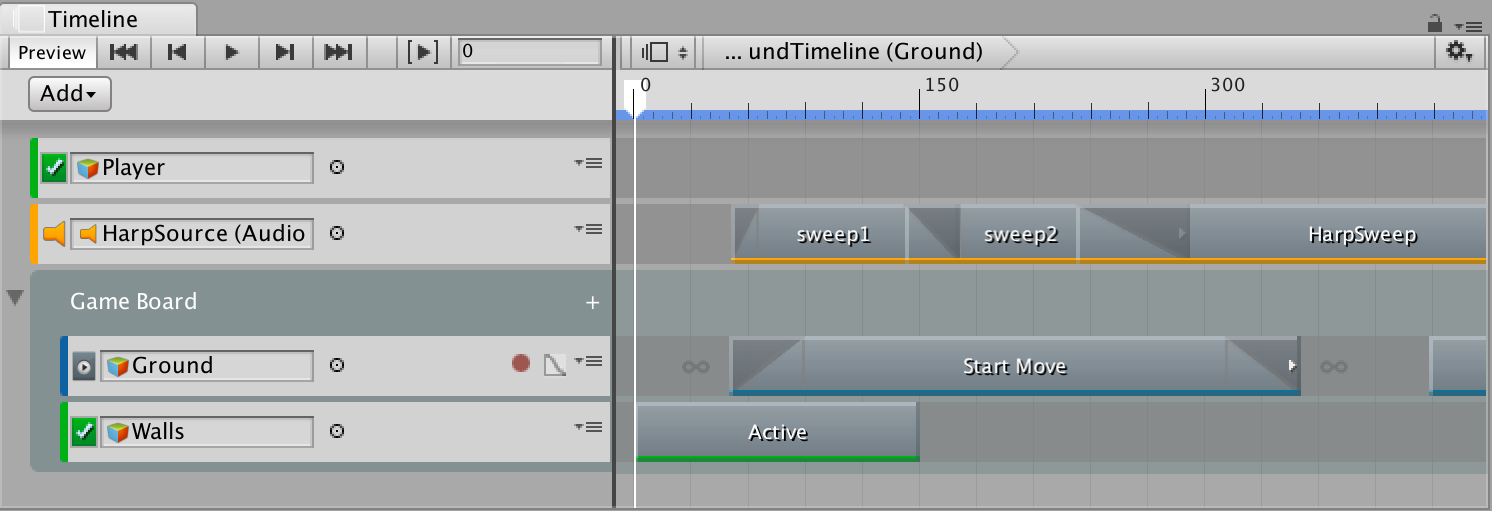 Timeline
Preview 0 ... undTimeline (Ground)
Add 0 150 300
Player
HarpSource (Audio sweep1 sweep2 HarpSweep
Game Board +
Ground Start Move
Walls Active